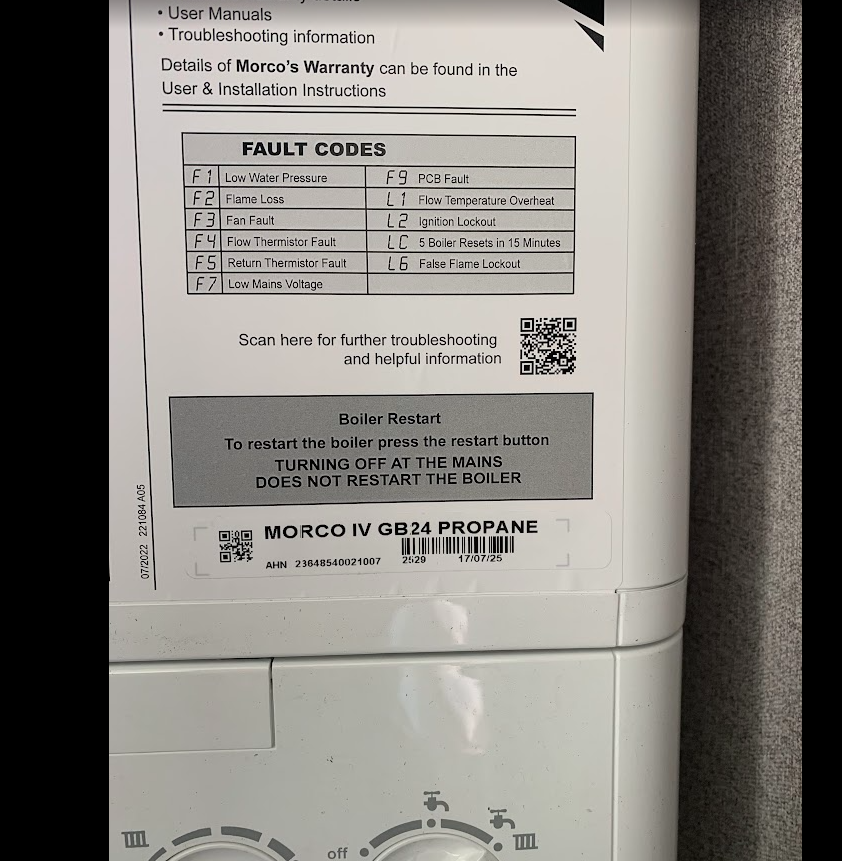 • User Manuals
• Troubleshooting information
Details of Morco's Warranty can be found in the
User & Installation Instructions
FAULT CODES
F1 Low Water Pressure
F2 Flame Loss
F3 Fan Fault
F4 Flow Thermistor Fault
F5 Return Thermistor Fault
F7 Low Mains Voltage
F9 PCB Fault
L1 Flow Temperature Overheat
L2 Ignition Lockout
LC 5 Boiler Resets in 15 Minutes
L6 False Flame Lockout
Scan here for further troubleshooting
and helpful information
Boiler Restart
To restart the boiler press the restart button
TURNING OFF AT THE MAINS
DOES NOT RESTART THE BOILER
07/2022 221084 A05
MORCO IV GB24 PROPANE
AHN 23648540021007 2529 17/07/25
off